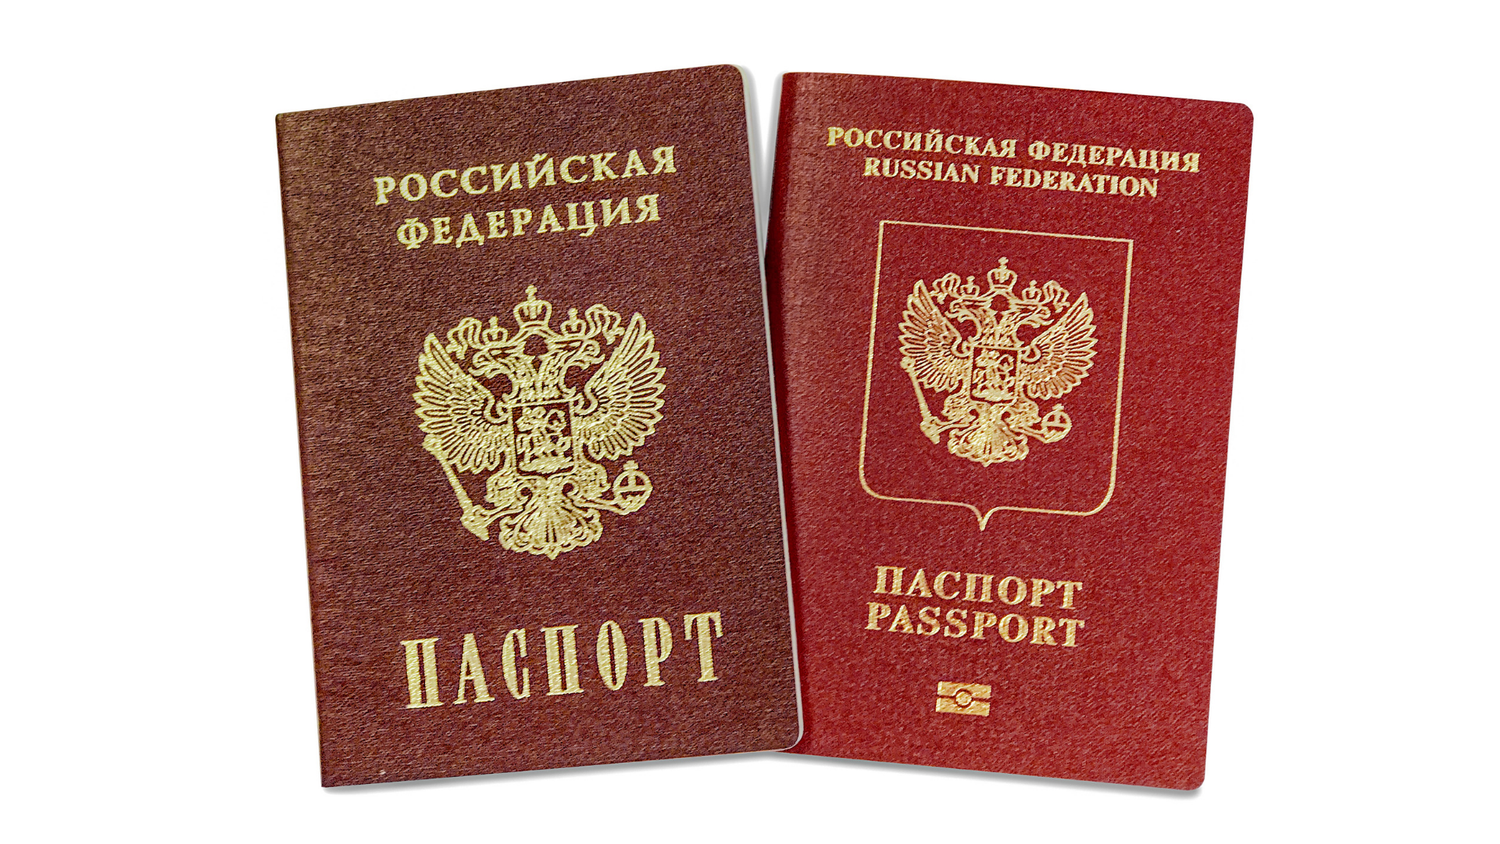 РОССИЙСКАЯ
ФЕДЕРАЦИЯ
ПАСПОРТ
РОССИЙСКАЯ ФЕДЕРАЦИЯ
RUSSIAN FEDERATION
ПАСПОРТ
PASSPORT